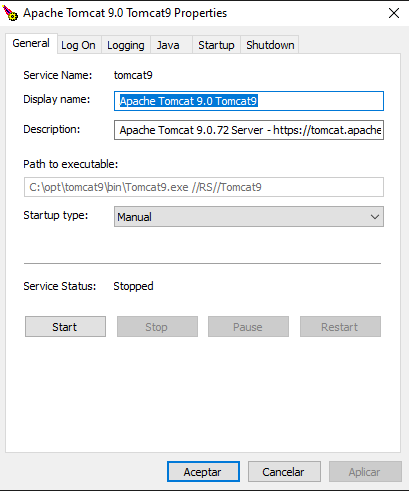 Apache Tomcat 9.0 Tomcat9 Properties
General Log On Logging Java Startup Shutdown
Service Name: tomcat9
Display name: Apache Tomcat 9.0 Tomcat9
Description: Apache Tomcat 9.0.72 Server - https://tomcat.apache
Path to executable:
C:\opt\tomcat9\bin\Tomcat9.exe //RS//Tomcat9
Startup type: Manual
Service Status: Stopped
Start Stop Pause Restart
Aceptar Cancelar Aplicar